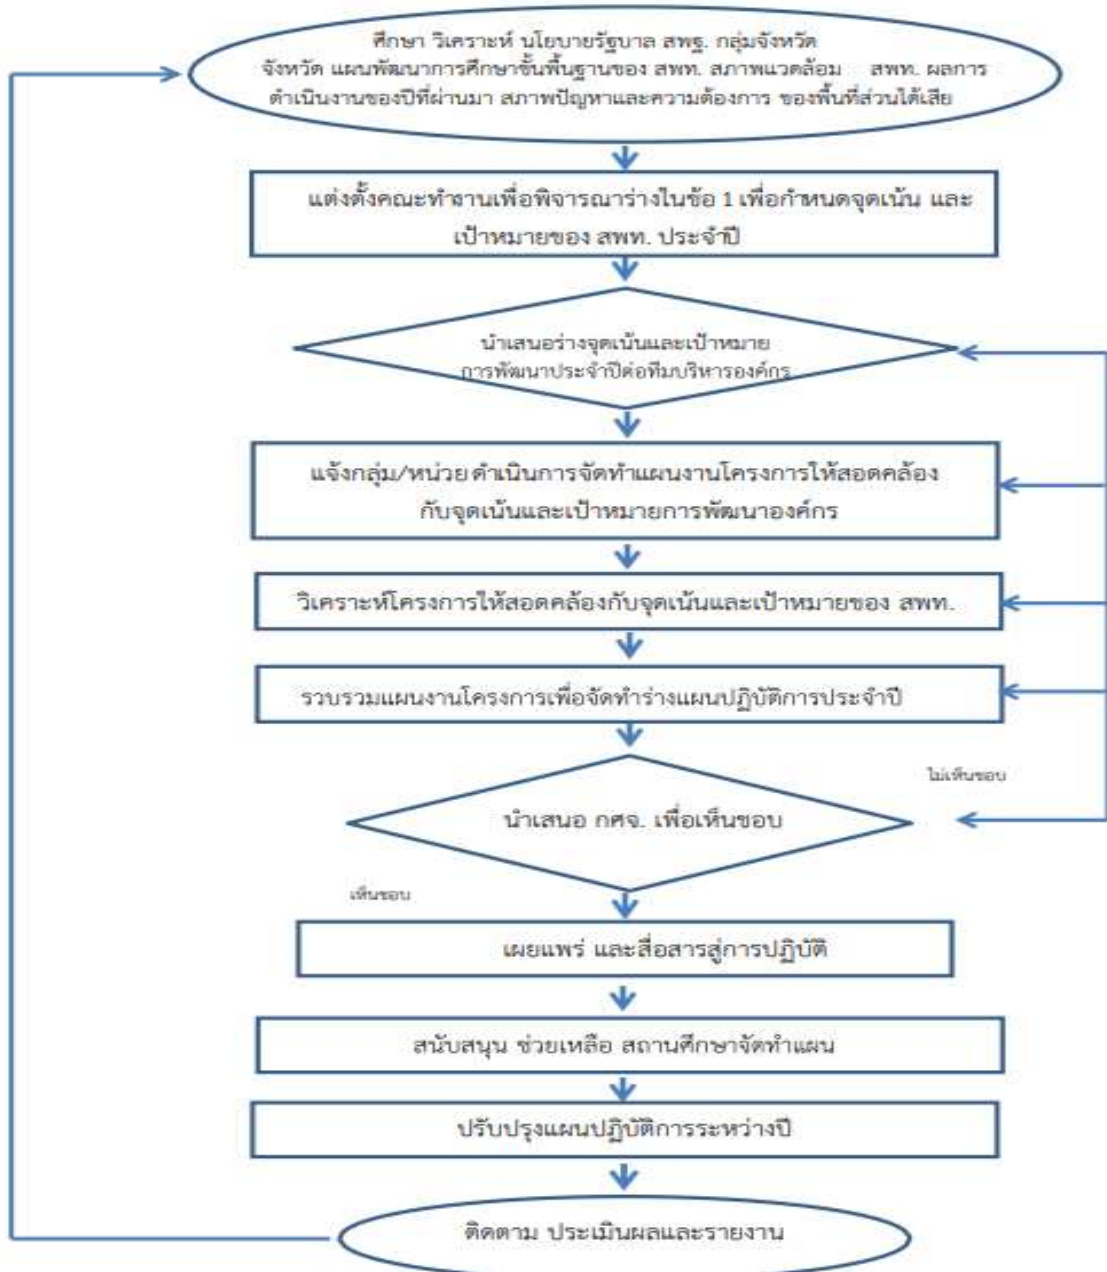 ศึกษา วิเคราะห์ นโยบายรัฐบาล สพฐ. กลุ่มจังหวัด
จังหวัด แผนพัฒนาการศึกษาขั้นพื้นฐานของ สพท. สภาพแวดล้อม สพท. ผลการ
ดำเนินงานของปีที่ผ่านมา สภาพปัญหาและความต้องการ ของพื้นที่ส่วนได้เสีย
แต่งตั้งคณะทำงานเพื่อพิจารณาร่างในข้อ 1 เพื่อกำหนดจุดเน้น และ
เป้าหมายของ สพท. ประจำปี
นำเสนอร่างจุดเน้นและเป้าหมาย
การพัฒนาประจำปีต่อทีมบริหารองค์กร
แจ้งกลุ่ม/หน่วย ดำเนินการจัดทำแผนงานโครงการให้สอดคล้อง
กับจุดเน้นและเป้าหมายการพัฒนาองค์กร
วิเคราะห์โครงการให้สอดคล้องกับจุดเน้นและเป้าหมายของ สพท.
รวบรวมแผนงานโครงการเพื่อจัดทำร่างแผนปฏิบัติการประจำปี
ไม่เห็นชอบ
นำเสนอ กศจ. เพื่อเห็นชอบ
เห็นชอบ
เผยแพร่ และสื่อสารสู่การปฏิบัติ
สนับสนุน ช่วยเหลือ สถานศึกษาจัดทำแผน
ปรับปรุงแผนปฏิบัติการระหว่างปี
ติดตาม ประเมินผลและรายงาน